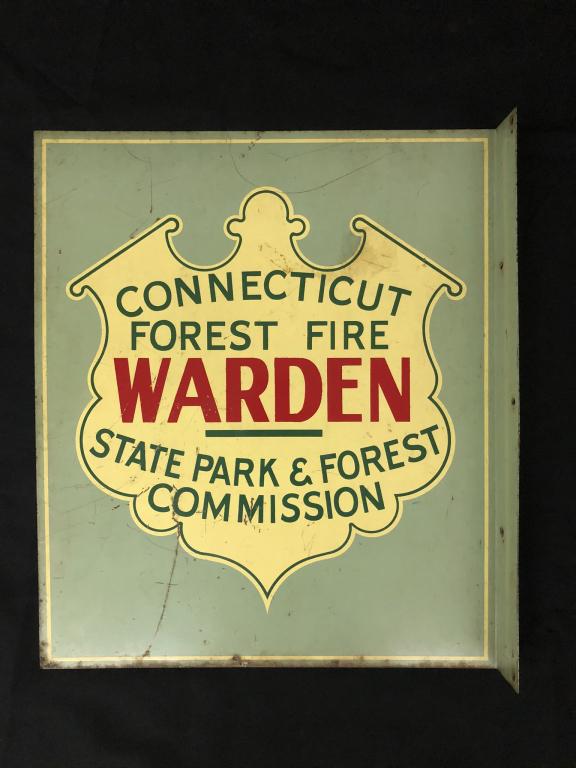 CONNECTICUT
FOREST FIRE
WARDEN
STATE PARK & FOREST
COMMISSION